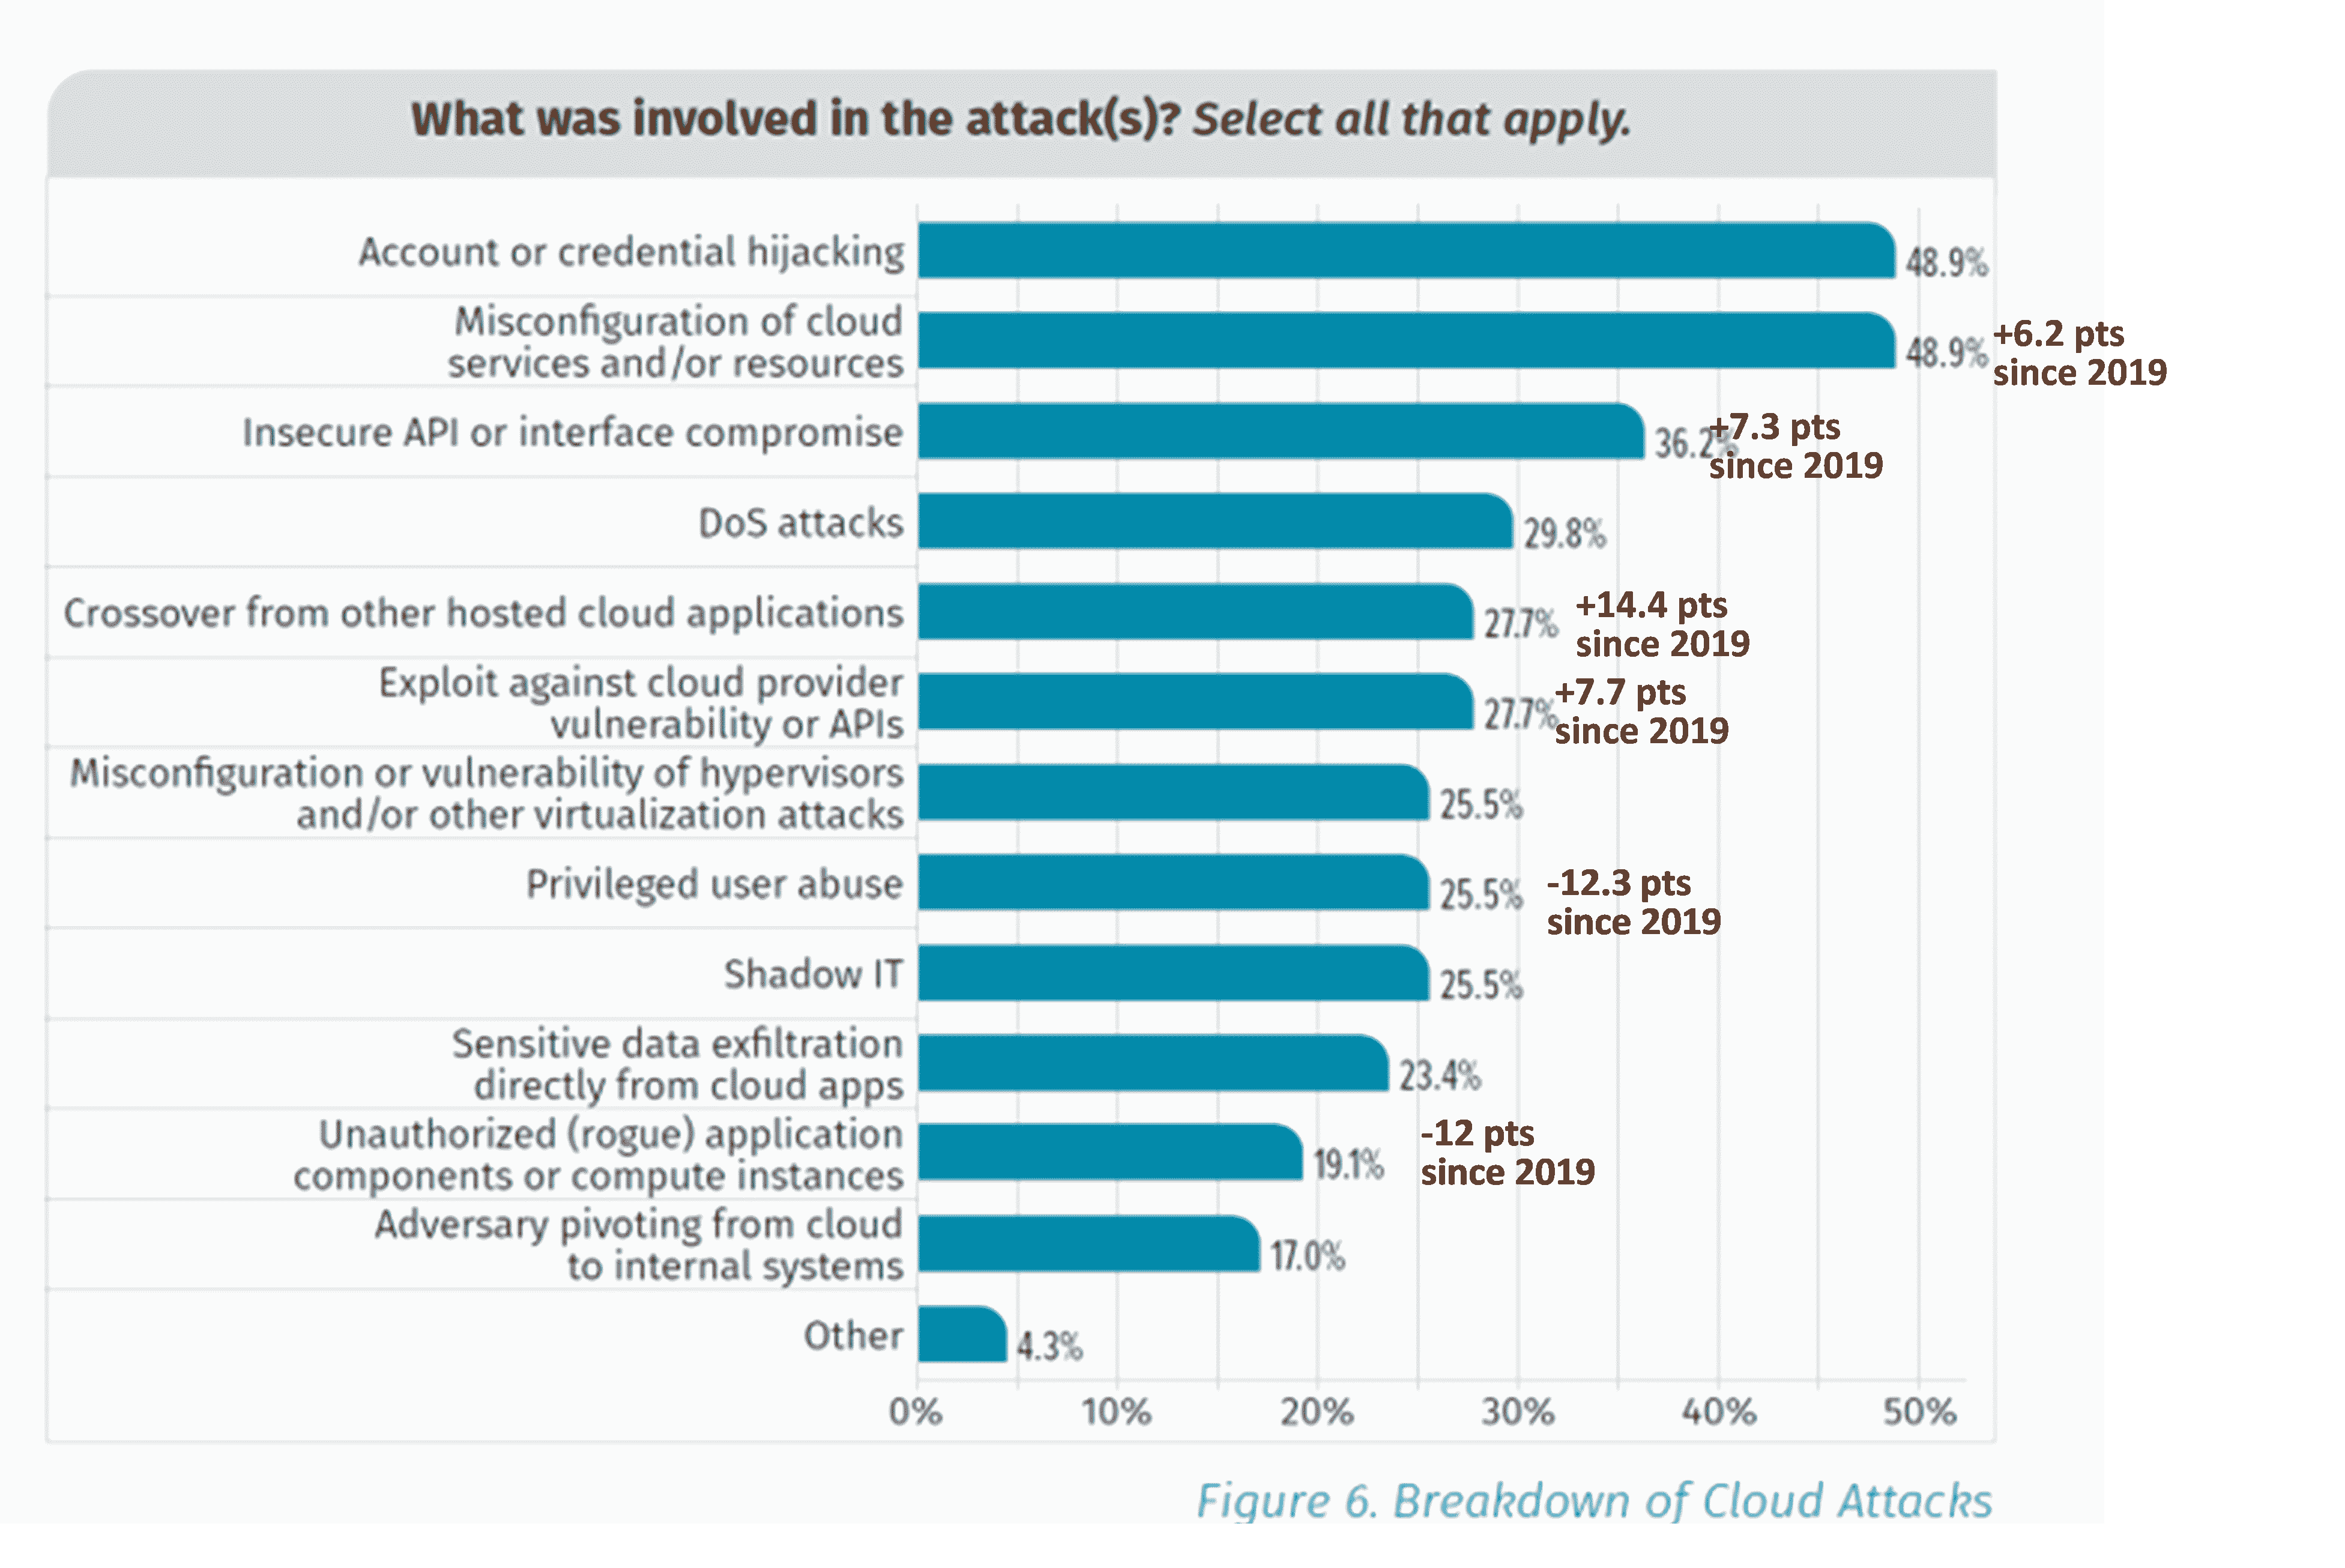 What was involved in the attack(s)? Select all that apply.
Account or credential hijacking
48.9%
Misconfiguration of cloud
services and/or resources
48.9%
+6.2 pts
since 2019
Insecure API or interface compromise
36.2%
+7.3 pts
since 2019
DoS attacks
29.8%
Crossover from other hosted cloud applications
27.7%
+14.4 pts
since 2019
Exploit against cloud provider
vulnerability or APIs
27.7%
+7.7 pts
since 2019
Misconfiguration or vulnerability of hypervisors
and/or other virtualization attacks
25.5%
Privileged user abuse
25.5%
-12.3 pts
since 2019
Shadow IT
25.5%
Sensitive data exfiltration
directly from cloud apps
23.4%
Unauthorized (rogue) application
components or compute instances
19.1%
-12 pts
since 2019
Adversary pivoting from cloud
to internal systems
17.0%
Other
4.3%
0% 10% 20% 30% 40% 50%
Figure 6. Breakdown of Cloud Attacks